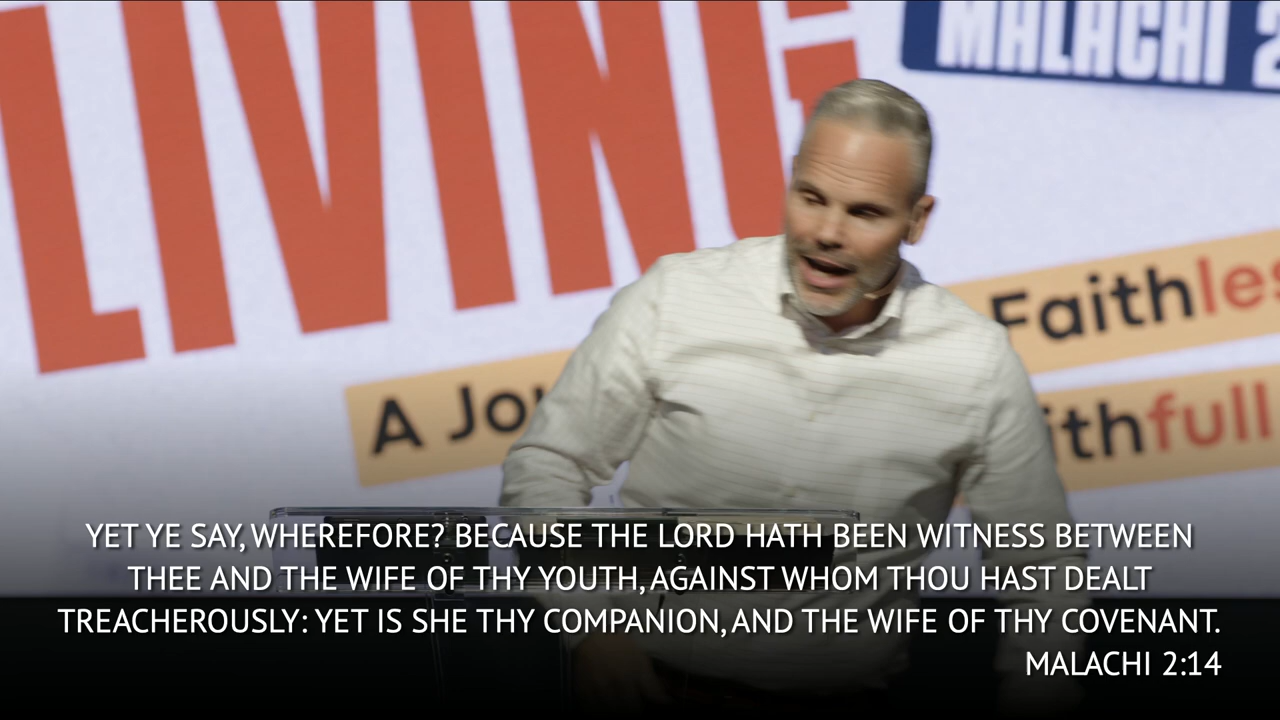 LIVING
MALACHI 2
Faithles
A Jou
ithfull
YET YE SAY, WHEREFORE? BECAUSE THE LORD HATH BEEN WITNESS BETWEEN
THEE AND THE WIFE OF THY YOUTH, AGAINST WHOM THOU HAST DEALT
TREACHEROUSLY: YET IS SHE THY COMPANION, AND THE WIFE OF THY COVENANT.
MALACHI 2:14